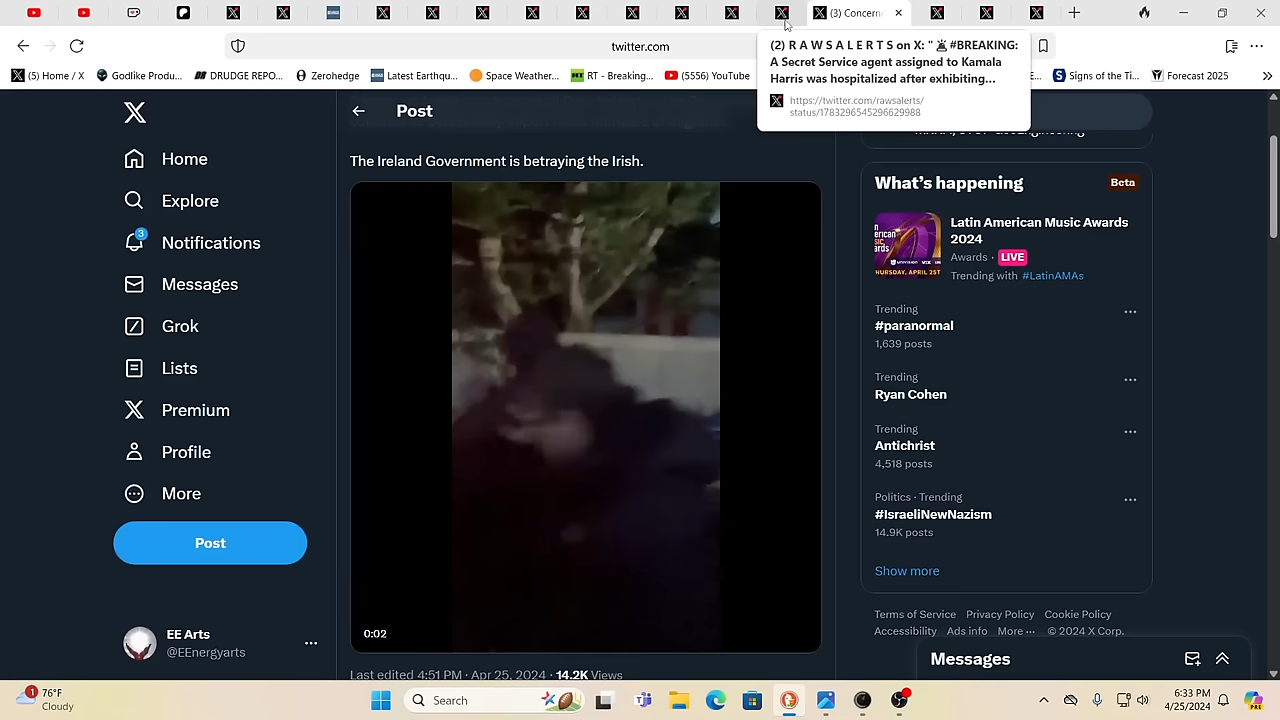 (3) Concern
twitter.com
(2) R A W S A L E R T S on X: " 🚨 #BREAKING:
A Secret Service agent assigned to Kamala
Harris was hospitalized after exhibiting...
https://twitter.com/rawsalerts/
status/1783296545296629988
(5) Home / X
Godlike Produ...
DRUDGE REPO...
Zerohedge
Latest Earthqu...
Space Weather...
RT - Breaking...
(5556) YouTube
E...
Signs of the Ti...
Forecast 2025
Post
The Ireland Government is betraying the Irish.
0:02
Last edited 4:51 PM · Apr 25, 2024 · 14.2K Views
Home
Explore
3
Notifications
Messages
Grok
Lists
Premium
Profile
More
Post
EE Arts
@EEnergyarts
What's happening
Beta
Latin American Music Awards
2024
Awards · LIVE
Trending with #LatinAMAs
Trending
#paranormal
1,639 posts
Trending
Ryan Cohen
Trending
Antichrist
4,518 posts
Politics · Trending
#IsraeliNewNazism
14.9K posts
Show more
Terms of Service Privacy Policy Cookie Policy
Accessibility Ads info More ··· © 2024 X Corp.
Messages
1
76°F
Cloudy
Search
6:33 PM
4/25/2024